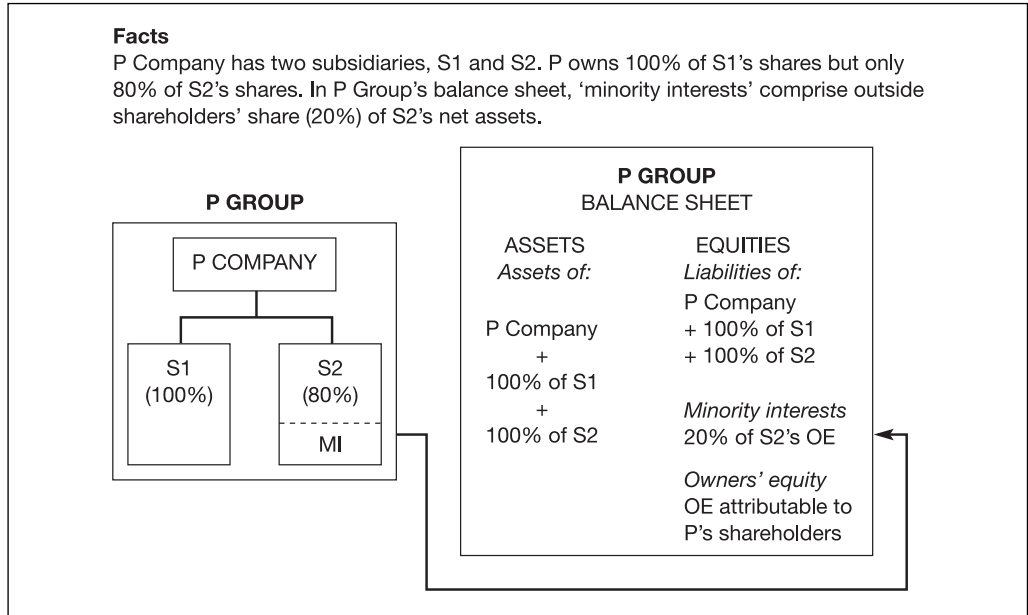 Facts
P Company has two subsidiaries, S1 and S2. P owns 100% of S1’s shares but only
80% of S2’s shares. In P Group’s balance sheet, ‘minority interests’ comprise outside
shareholders’ share (20%) of S2’s net assets.
P GROUP
P COMPANY
S1
(100%)
S2
(80%)
MI
P GROUP
BALANCE SHEET
ASSETS
Assets of:
P Company
+
100% of S1
+
100% of S2
EQUITIES
Liabilities of:
P Company
+ 100% of S1
+ 100% of S2
Minority interests
20% of S2’s OE
Owners’ equity
OE attributable to
P’s shareholders